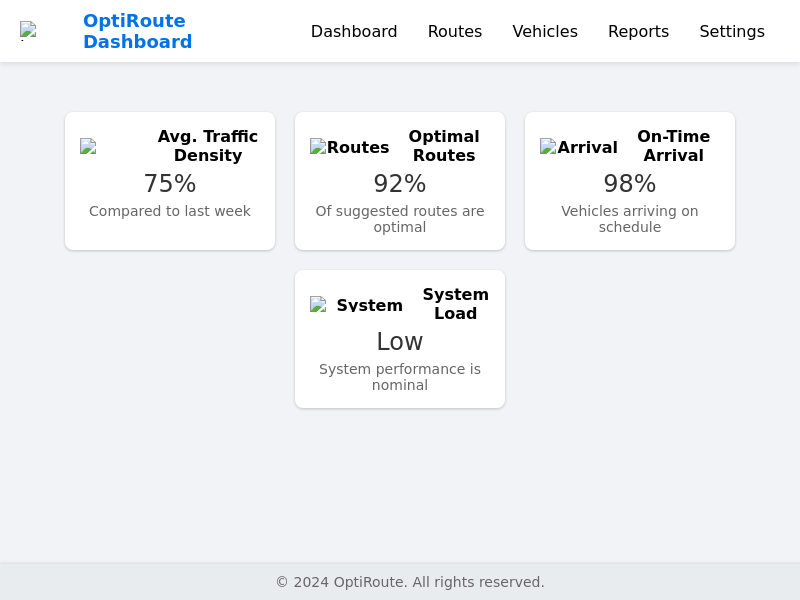 OptiRoute
Dashboard
Dashboard Routes Vehicles Reports Settings
Avg. Traffic
Density
75%
Compared to last week
Routes
Optimal
Routes
92%
Of suggested routes are
optimal
Arrival
On-Time
Arrival
98%
Vehicles arriving on
schedule
System
System
Load
Low
System performance is
nominal
© 2024 OptiRoute. All rights reserved.